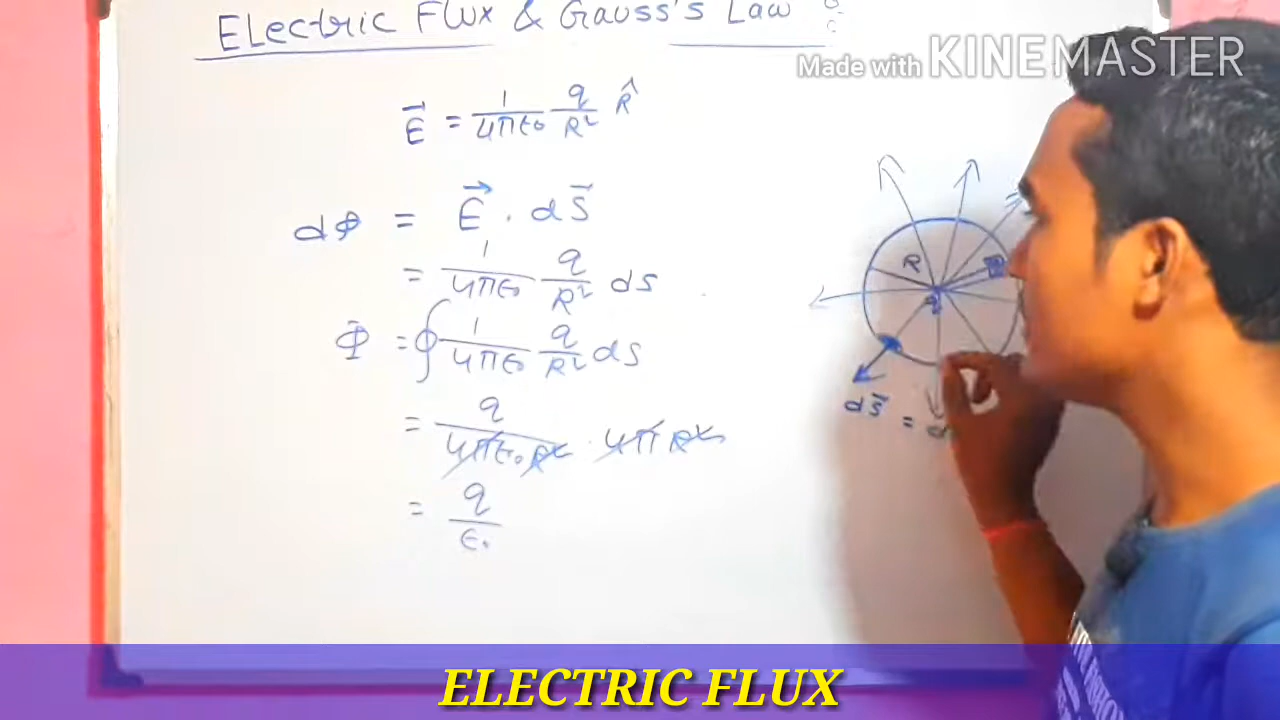 Electric Flux & Gauss's Law :
Made with KINEMASTER
E⃗ = 1/4πε₀ q/R² R̂
dΦ = E⃗ . dS⃗
= 1/4πε₀ q/R² ds
Φ = ∮ 1/4πε₀ q/R² ds
= q/4πε₀R² . 4πR²
= q/ε₀
R
q
dS⃗ = d
ELECTRIC FLUX